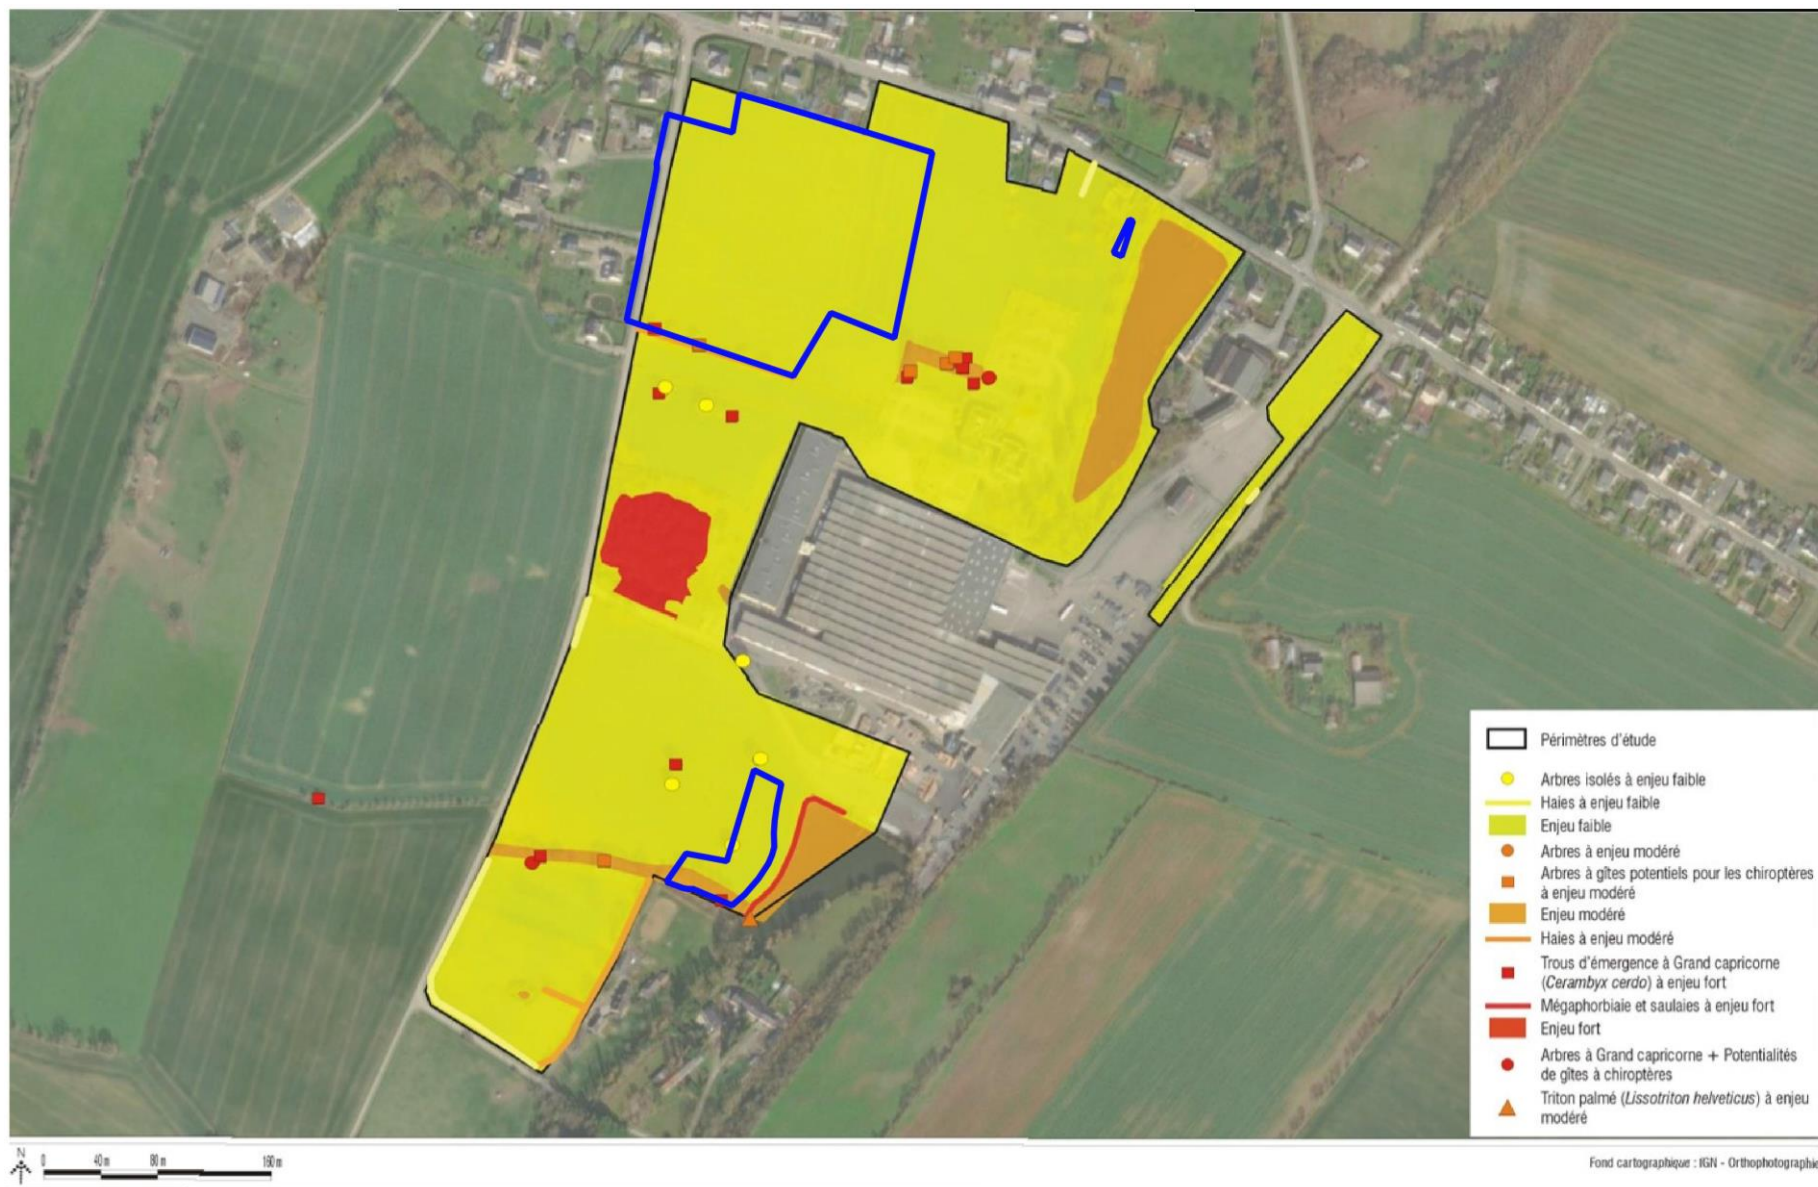 Périmètres d'étude
Arbres isolés à enjeu faible
Haies à enjeu faible
Enjeu faible
Arbres à enjeu modéré
Arbres à gîtes potentiels pour les chiroptères
à enjeu modéré
Enjeu modéré
Haies à enjeu modéré
Trous d'émergence à Grand capricorne
(Cerambyx cerdo) à enjeu fort
Mégaphorbiaie et saulaies à enjeu fort
Enjeu fort
Arbres à Grand capricorne + Potentialités
de gîtes à chiroptères
Triton palmé (Lissotriton helveticus) à enjeu
modéré
N
0 40 m 80 m 160 m
Fond cartographique : IGN - Orthophotographie